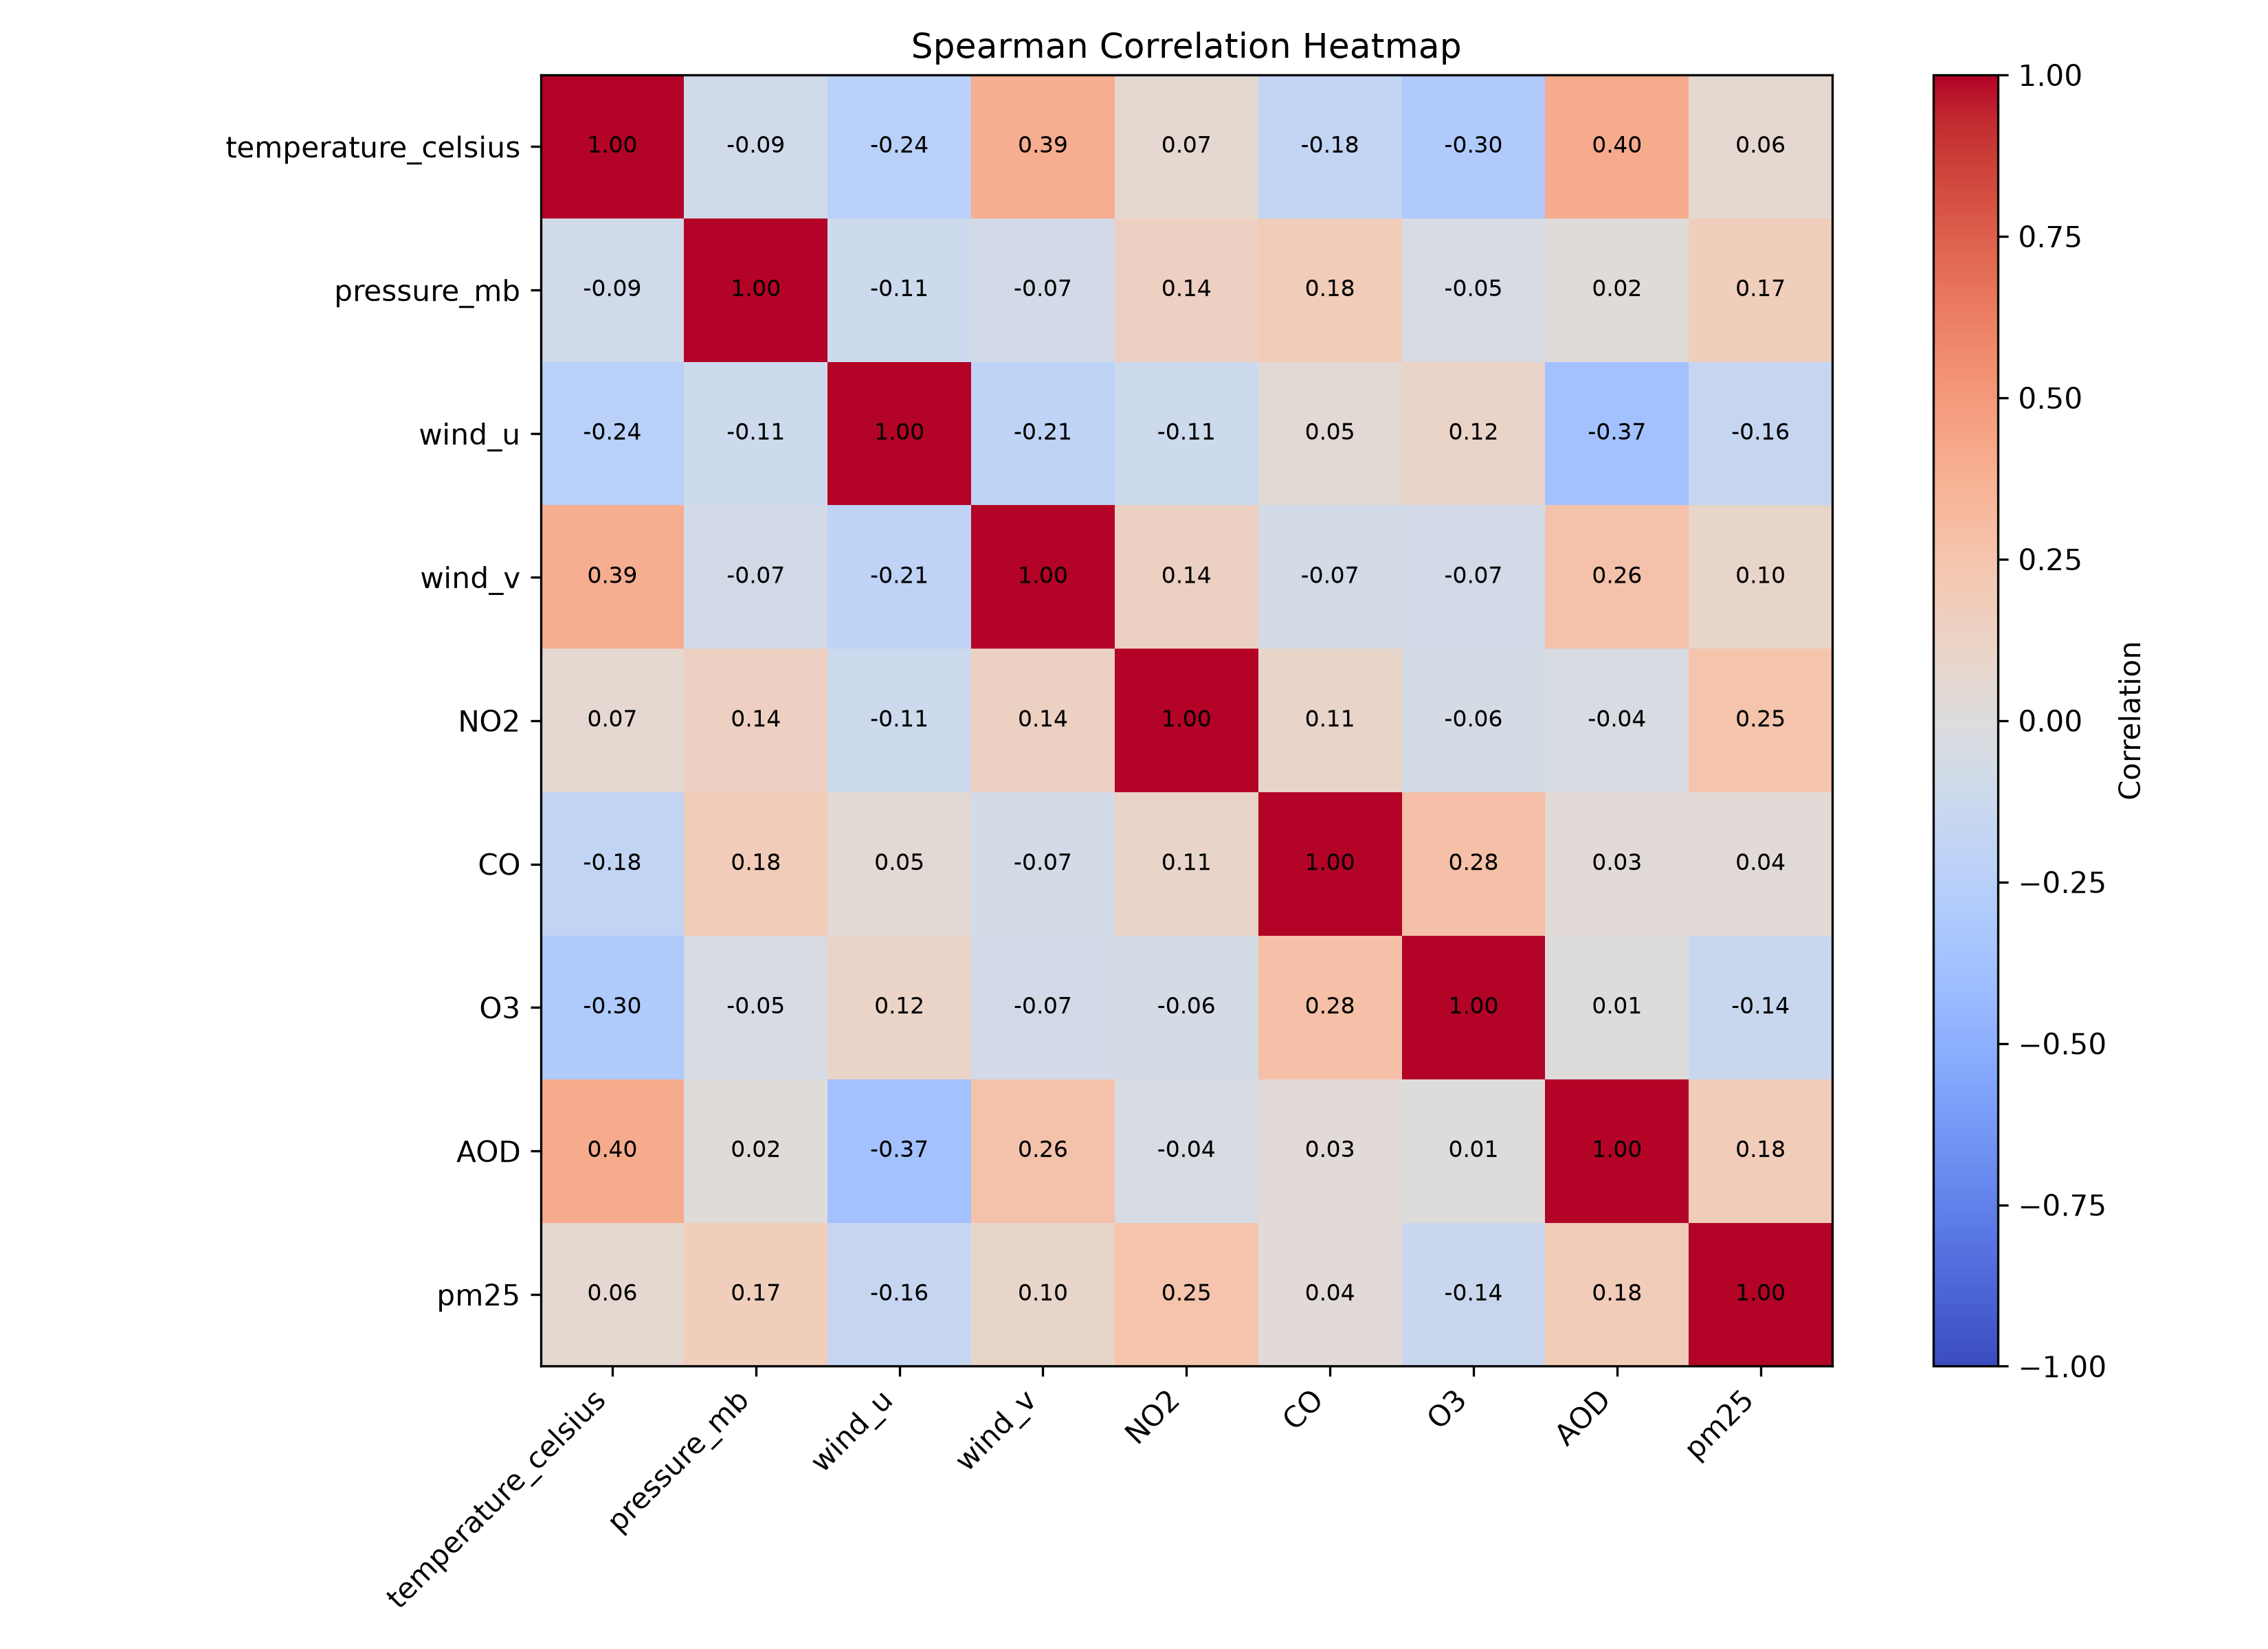 Spearman Correlation Heatmap
temperature_celsius 1.00 -0.09 -0.24 0.39 0.07 -0.18 -0.30 0.40 0.06
pressure_mb -0.09 1.00 -0.11 -0.07 0.14 0.18 -0.05 0.02 0.17
wind_u -0.24 -0.11 1.00 -0.21 -0.11 0.05 0.12 -0.37 -0.16
wind_v 0.39 -0.07 -0.21 1.00 0.14 -0.07 -0.07 0.26 0.10
NO2 0.07 0.14 -0.11 0.14 1.00 0.11 -0.06 -0.04 0.25
CO -0.18 0.18 0.05 -0.07 0.11 1.00 0.28 0.03 0.04
O3 -0.30 -0.05 0.12 -0.07 -0.06 0.28 1.00 0.01 -0.14
AOD 0.40 0.02 -0.37 0.26 -0.04 0.03 0.01 1.00 0.18
pm25 0.06 0.17 -0.16 0.10 0.25 0.04 -0.14 0.18 1.00
temperature_celsius pressure_mb wind_u wind_v NO2 CO O3 AOD pm25
1.00
0.75
0.50
0.25
0.00
−0.25
−0.50
−0.75
−1.00
Correlation